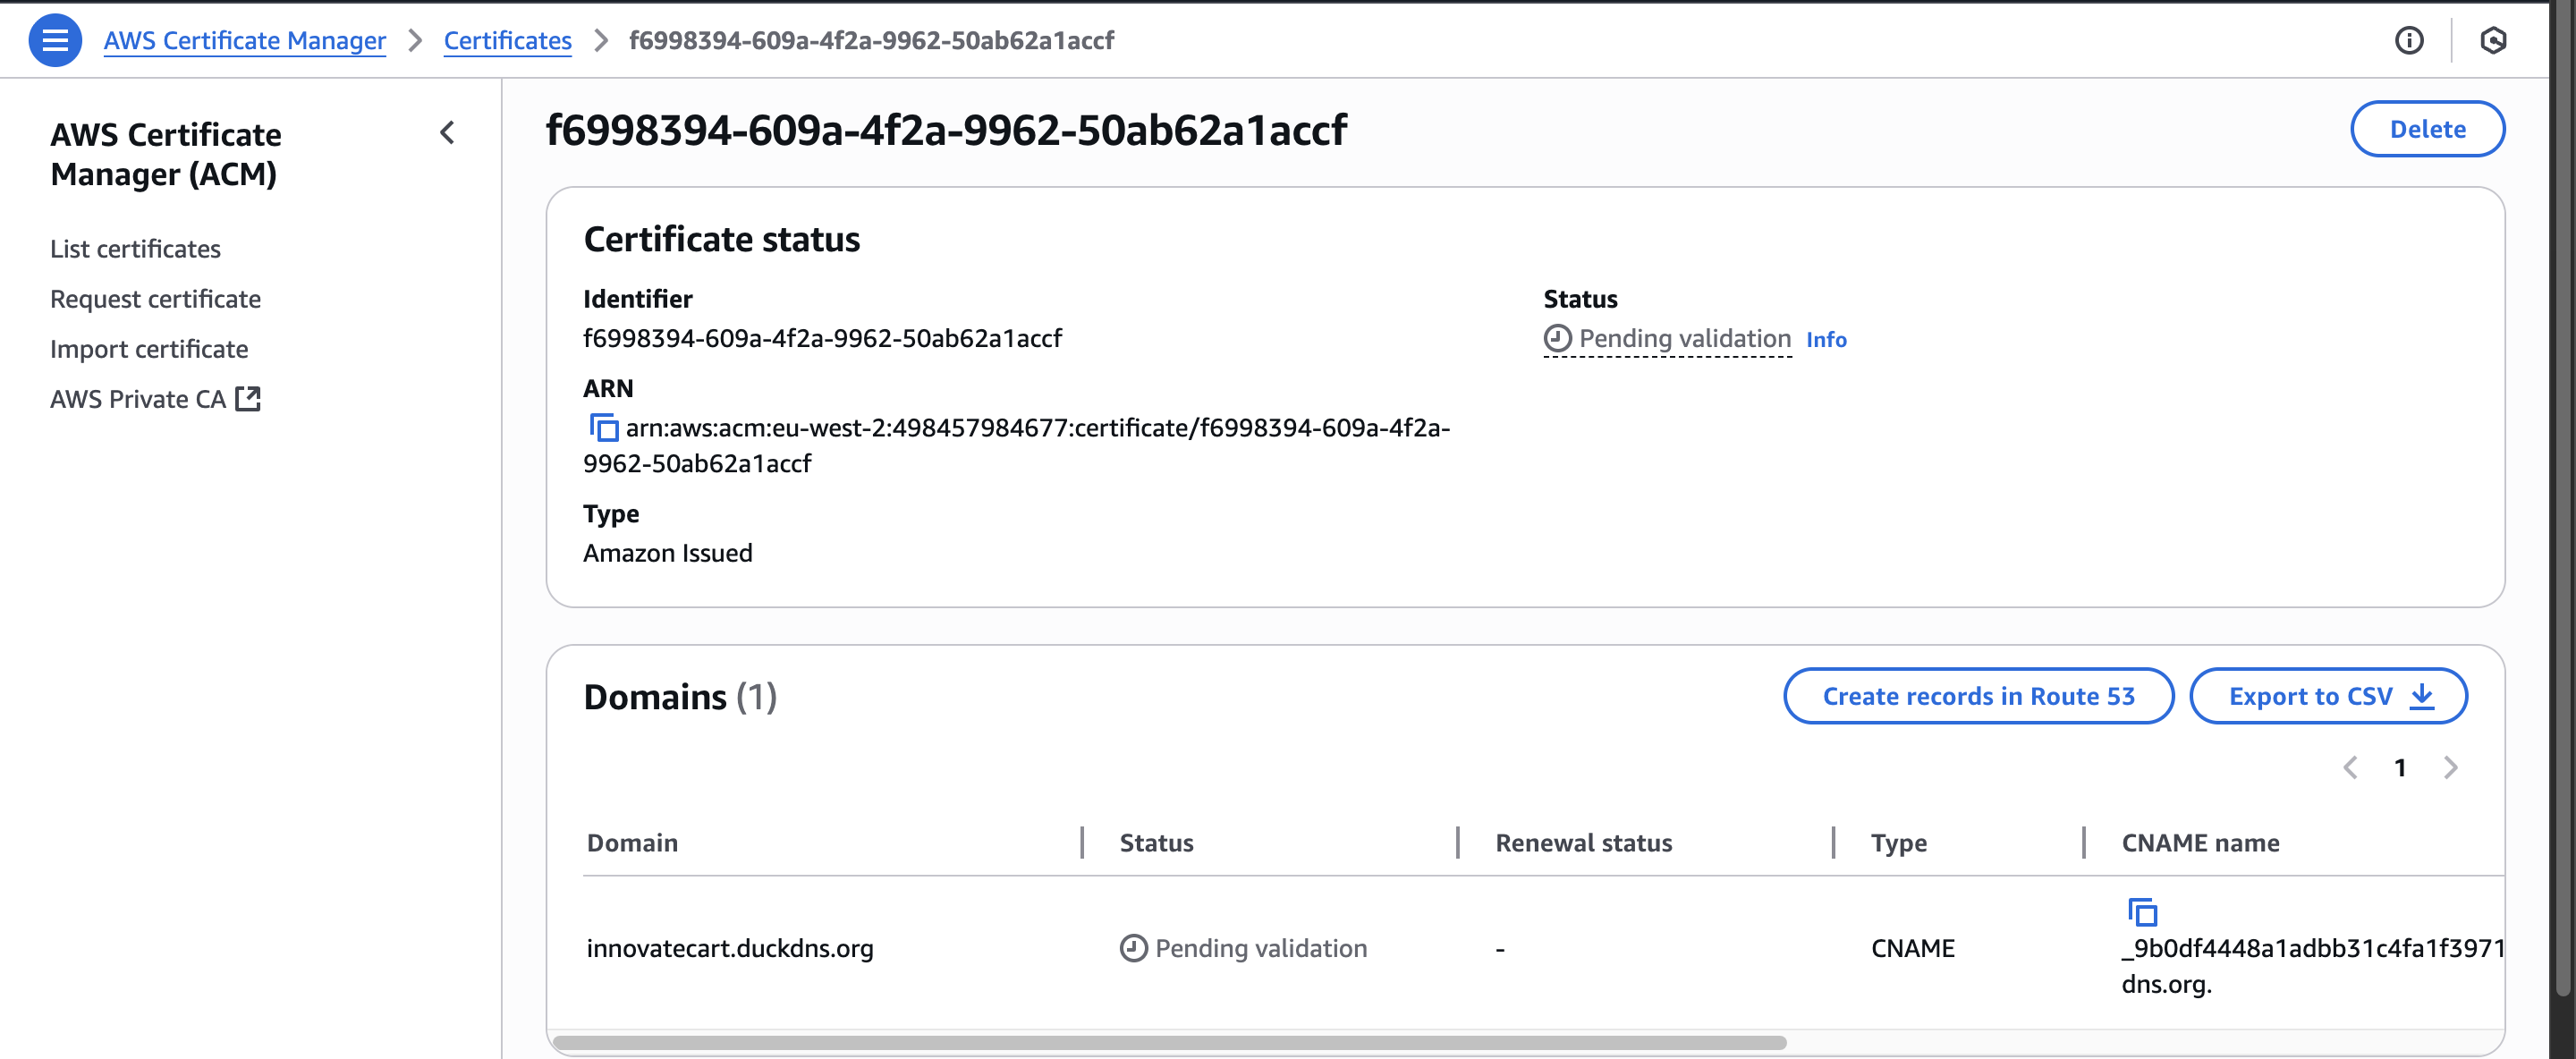 AWS Certificate Manager > Certificates > f6998394-609a-4f2a-9962-50ab62a1accf
AWS Certificate
Manager (ACM)
List certificates
Request certificate
Import certificate
AWS Private CA
f6998394-609a-4f2a-9962-50ab62a1accf
Delete
Certificate status
Identifier
f6998394-609a-4f2a-9962-50ab62a1accf
ARN
arn:aws:acm:eu-west-2:498457984677:certificate/f6998394-609a-4f2a-
9962-50ab62a1accf
Type
Amazon Issued
Status
Pending validation Info
Domains (1)
Create records in Route 53
Export to CSV
1
Domain Status Renewal status Type CNAME name
innovatecart.duckdns.org Pending validation - CNAME _9b0df4448a1adbb31c4fa1f3971
dns.org.